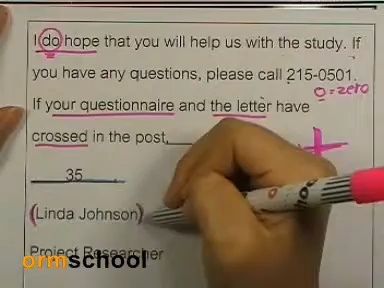 I do hope that you will help us with the study. If
you have any questions, please call 215-0501.
0 = zero
If your questionnaire and the letter have
crossed in the post,
35
(Linda Johnson)
Project Researcher
ormschool